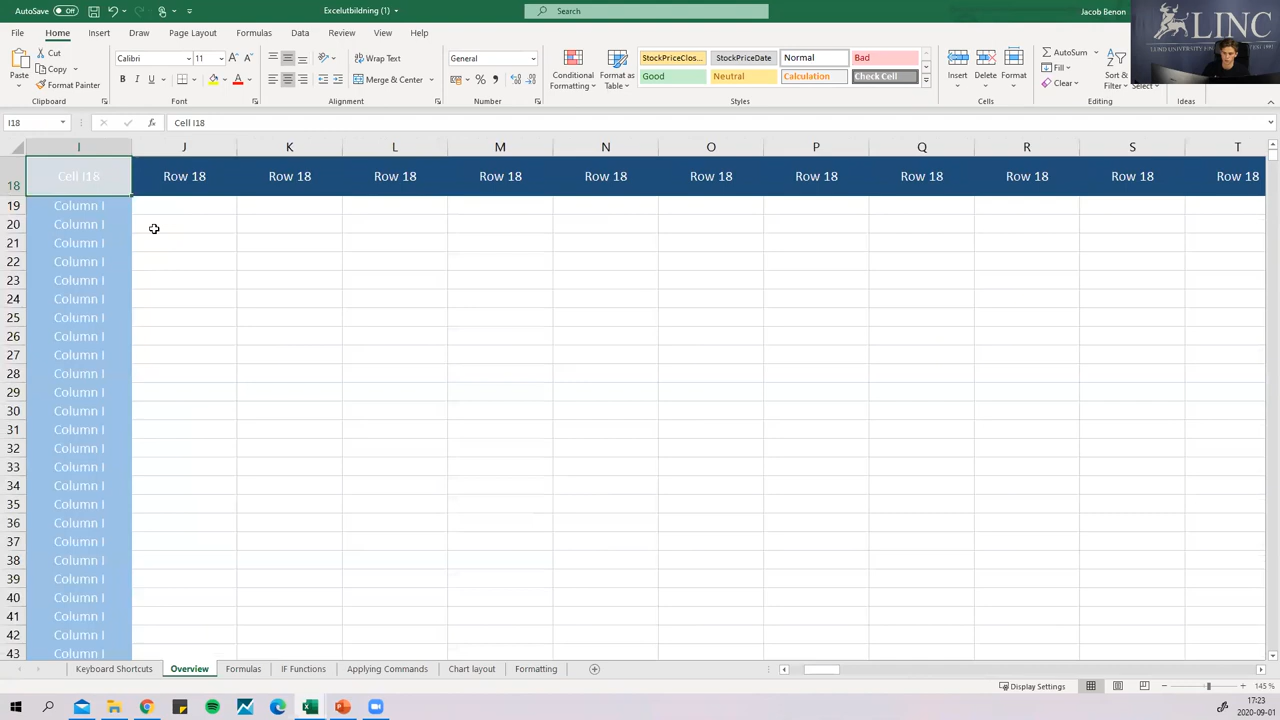 AutoSave Off Excelutbildning (1) Search Jacob Benon
LINC
File Home Insert Draw Page Layout Formulas Data Review View Help
Cut Calibri 11 Wrap Text General StockPriceClos... StockPriceDate Normal Bad AutoSum
Paste Copy Format Painter B I U Merge & Center Conditional Formatting Format as Table Good Neutral Calculation Check Cell Insert Delete Format Fill Clear Sort & Filter Select
Clipboard Font Alignment Number Styles Cells Editing Ideas
I18 fx Cell I18
I J K L M N O P Q R S T
18 Cell I18 Row 18 Row 18 Row 18 Row 18 Row 18 Row 18 Row 18 Row 18 Row 18 Row 18 Row 18
19 Column I
20 Column I
21 Column I
22 Column I
23 Column I
24 Column I
25 Column I
26 Column I
27 Column I
28 Column I
29 Column I
30 Column I
31 Column I
32 Column I
33 Column I
34 Column I
35 Column I
36 Column I
37 Column I
38 Column I
39 Column I
40 Column I
41 Column I
42 Column I
43 Column I
Keyboard Shortcuts Overview Formulas IF Functions Applying Commands Chart layout Formatting
Display Settings 145 %
17:23
2020-09-01